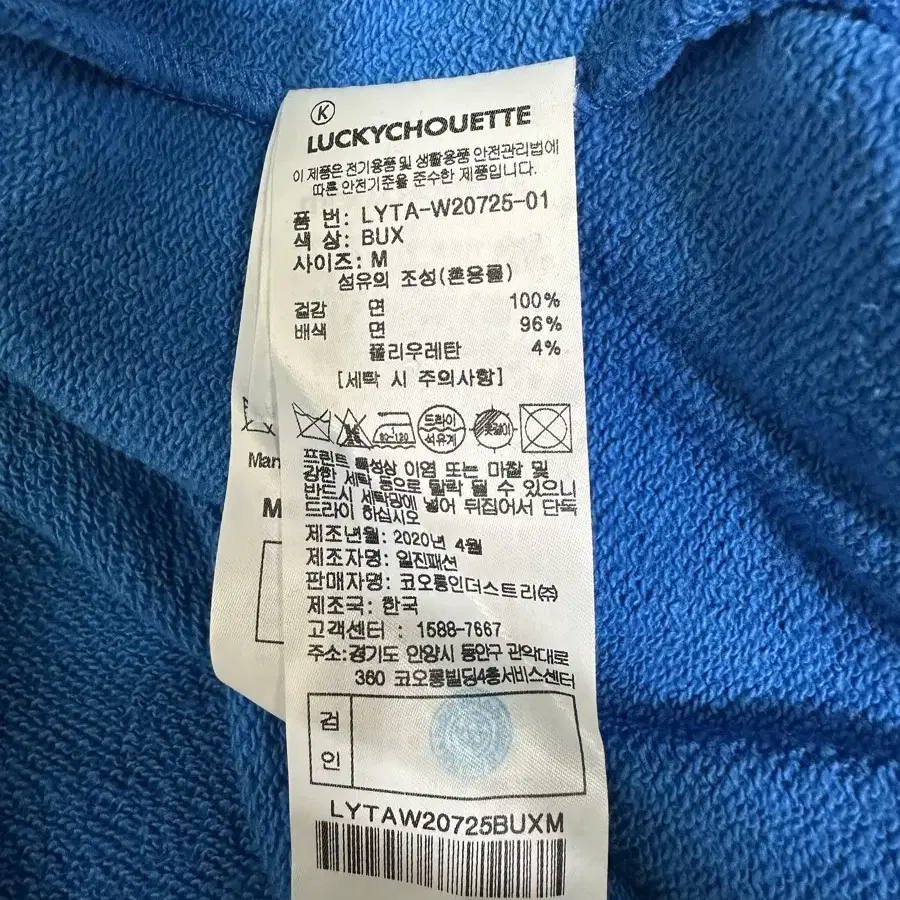 K
LUCKYCHOUETTE
이 제품은 전기용품 및 생활용품 안전관리법에
따른 안전기준을 준수한 제품입니다.
품 번: LYTA-W20725-01
색 상: BUX
사이즈: M
섬유의 조성(혼용률)
겉감 면 100%
배색 면 96%
폴리우레탄 4%
[세탁 시 주의사항]
80~120 드라이 석유계
프린트 특성상 이염 또는 마찰 및
강한 세탁 등으로 탈락 될 수 있으니
반드시 세탁망에 넣어 뒤집어서 단독
드라이 하십시오
제조년월: 2020년 4월
제조자명: 일진패션
판매자명: 코오롱인더스트리(주)
제조국: 한국
고객센터 : 1588-7667
주소:경기도 안양시 동안구 관악대로
360 코오롱빌딩4층서비스센터
검
인
LYTAW20725BUXM
Man
M